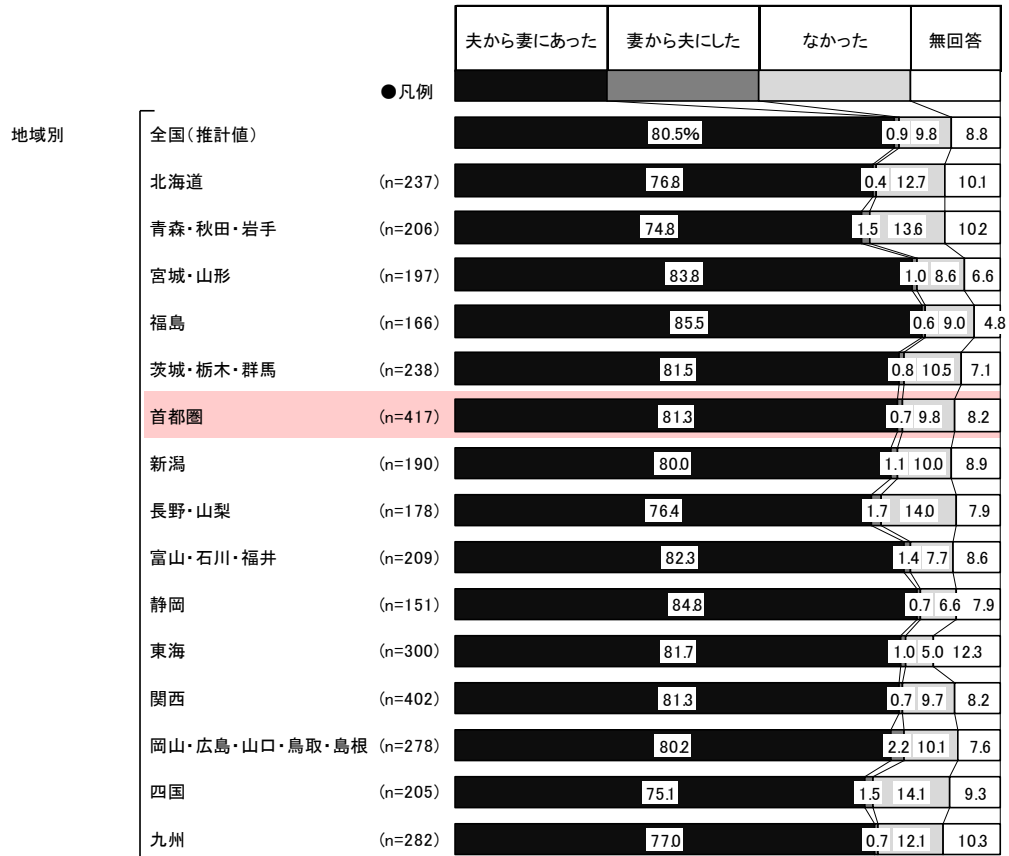 夫から妻にあった 妻から夫にした なかった 無回答
●凡例
地域別 全国(推計値) 80.5% 0.9 9.8 8.8
北海道 (n=237) 76.8 0.4 12.7 10.1
青森・秋田・岩手 (n=206) 74.8 1.5 13.6 10.2
宮城・山形 (n=197) 83.8 1.0 8.6 6.6
福島 (n=166) 85.5 0.6 9.0 4.8
茨城・栃木・群馬 (n=238) 81.5 0.8 10.5 7.1
首都圏 (n=417) 81.3 0.7 9.8 8.2
新潟 (n=190) 80.0 1.1 10.0 8.9
長野・山梨 (n=178) 76.4 1.7 14.0 7.9
富山・石川・福井 (n=209) 82.3 1.4 7.7 8.6
静岡 (n=151) 84.8 0.7 6.6 7.9
東海 (n=300) 81.7 1.0 5.0 12.3
関西 (n=402) 81.3 0.7 9.7 8.2
岡山・広島・山口・鳥取・島根 (n=278) 80.2 2.2 10.1 7.6
四国 (n=205) 75.1 1.5 14.1 9.3
九州 (n=282) 77.0 0.7 12.1 10.3